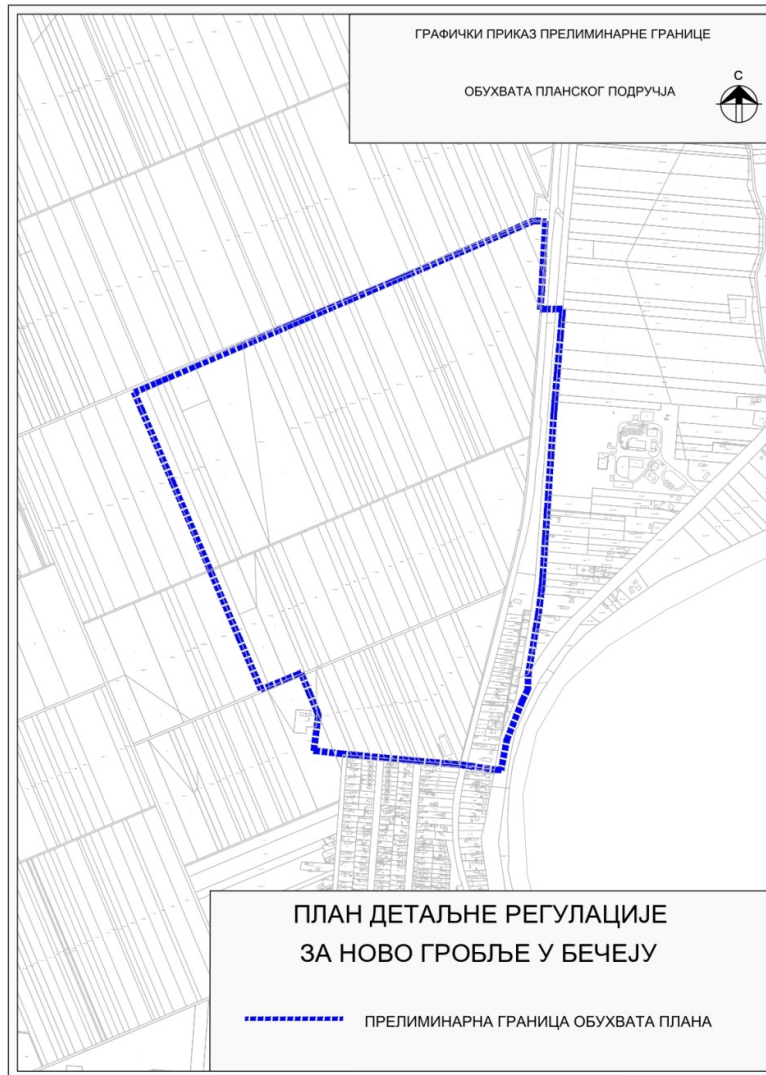 ГРАФИЧКИ ПРИКАЗ ПРЕЛИМИНАРНЕ ГРАНИЦЕ
ОБУХВАТА ПЛАНСКОГ ПОДРУЧЈА
С
ПЛАН ДЕТАЉНЕ РЕГУЛАЦИЈЕ
ЗА НОВО ГРОБЉЕ У БЕЧЕЈУ
ПРЕЛИМИНАРНА ГРАНИЦА ОБУХВАТА ПЛАНА